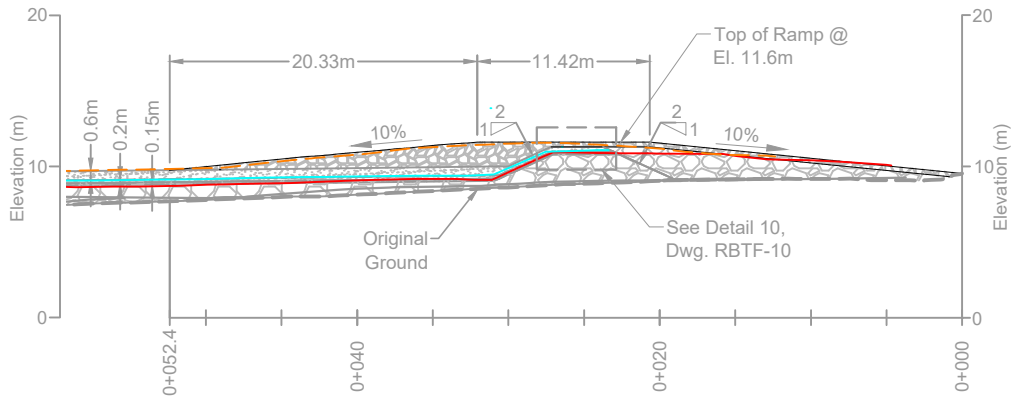 20
20
Top of Ramp @
El. 11.6m
20.33m
11.42m
0.6m
0.2m
0.15m
10%
1
2
2
1
10%
10
10
Elevation (m)
Elevation (m)
Original
Ground
See Detail 10,
Dwg. RBTF-10
0
0
0+052.4
0+040
0+020
0+000